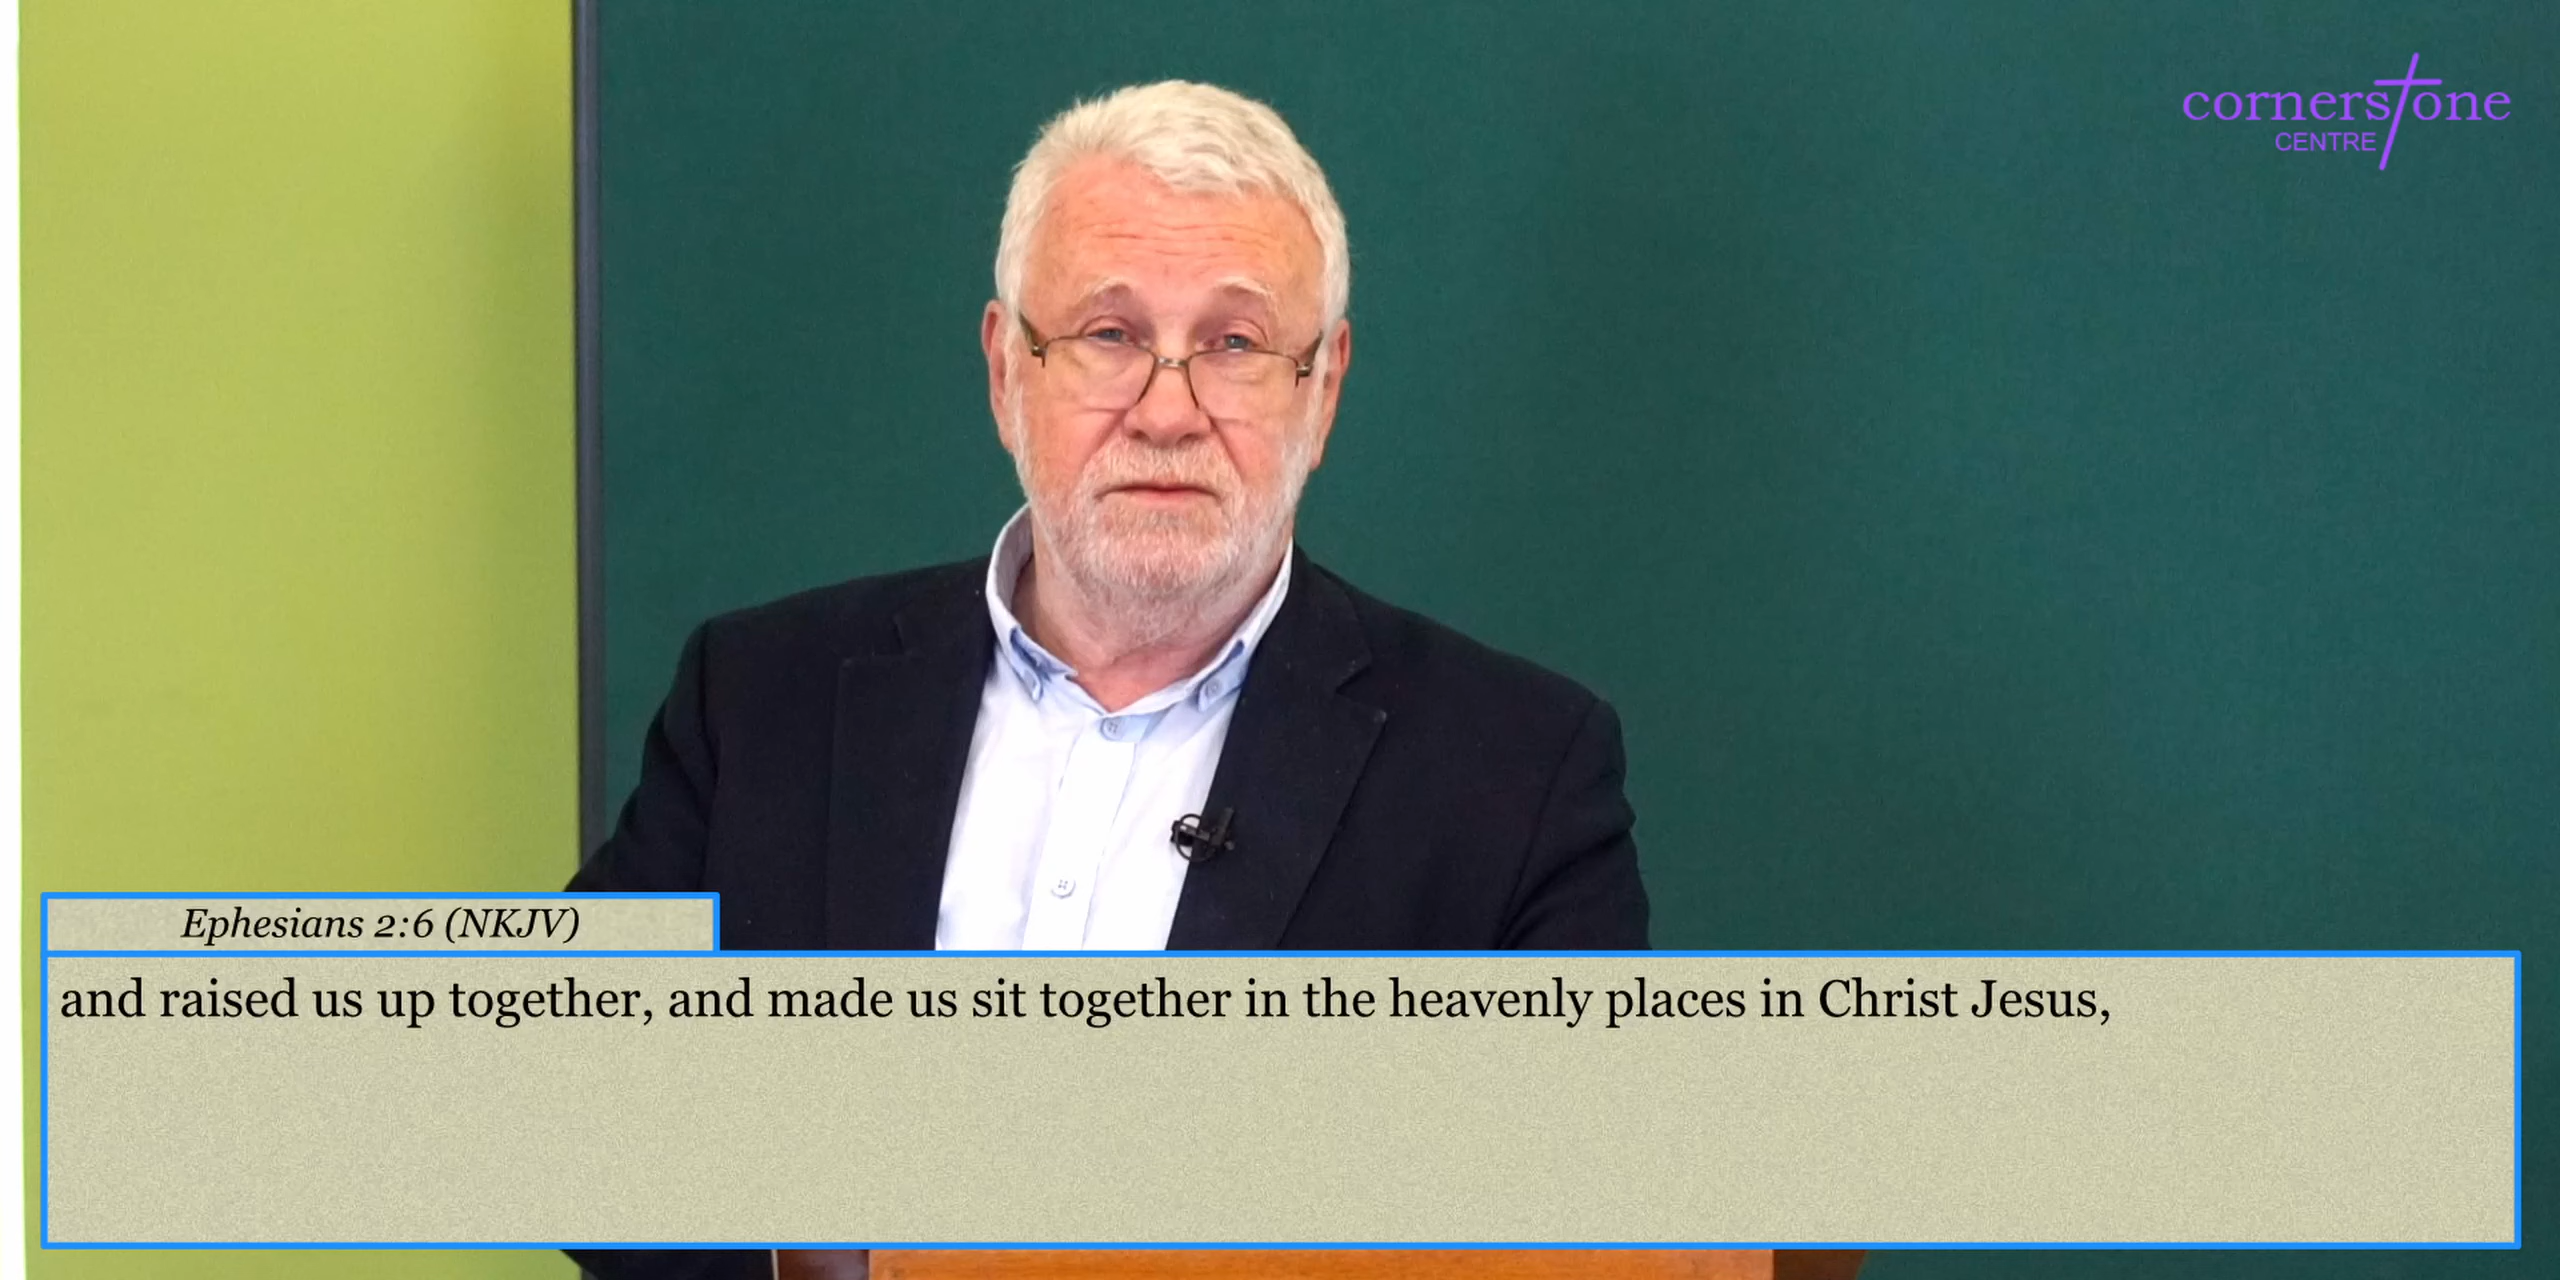 cornerstone
CENTRE
Ephesians 2:6 (NKJV)
and raised us up together, and made us sit together in the heavenly places in Christ Jesus,